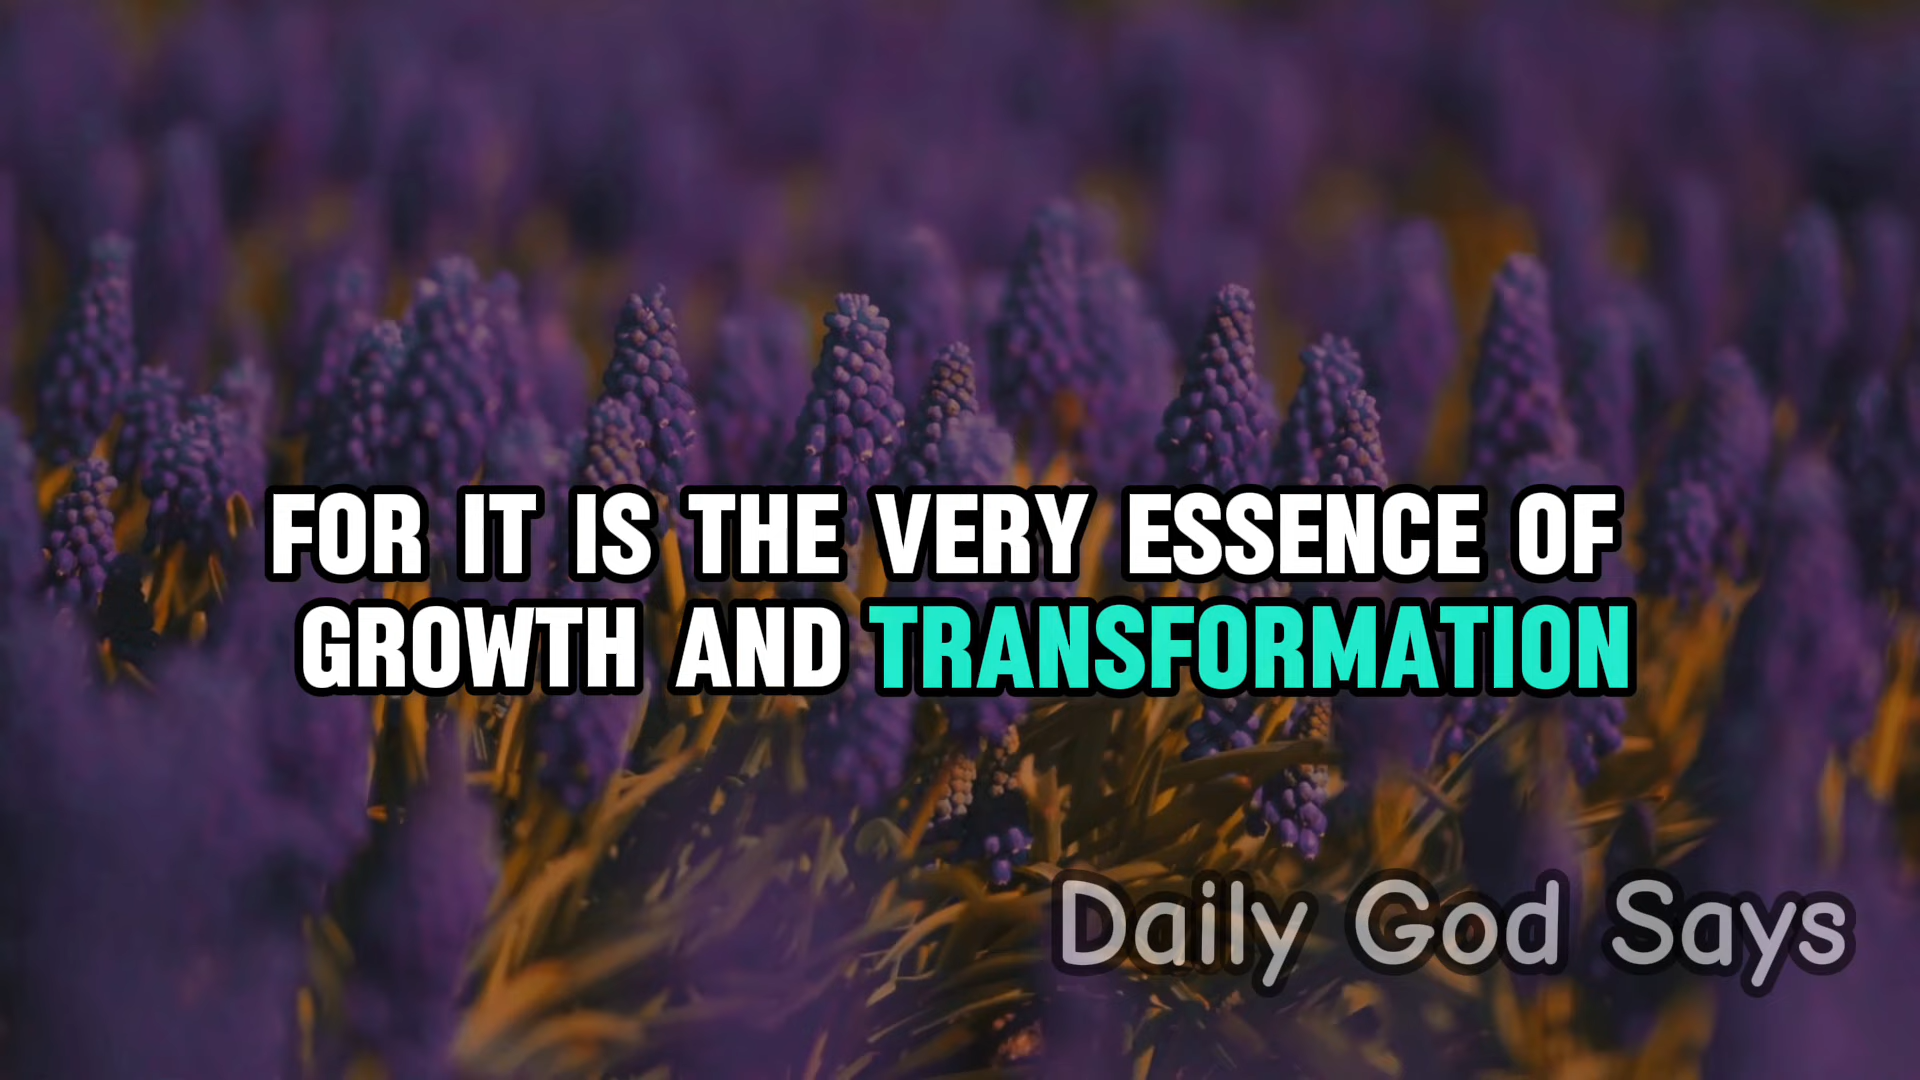 FOR IT IS THE VERY ESSENCE OF
GROWTH AND TRANSFORMATION
Daily God Says